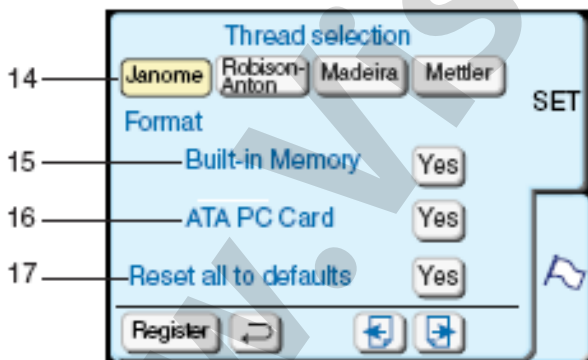 Thread selection
14 Janome Robison-Anton Madeira Mettler
SET
Format
15 Built-in Memory Yes
16 ATA PC Card Yes
17 Reset all to defaults Yes
Register